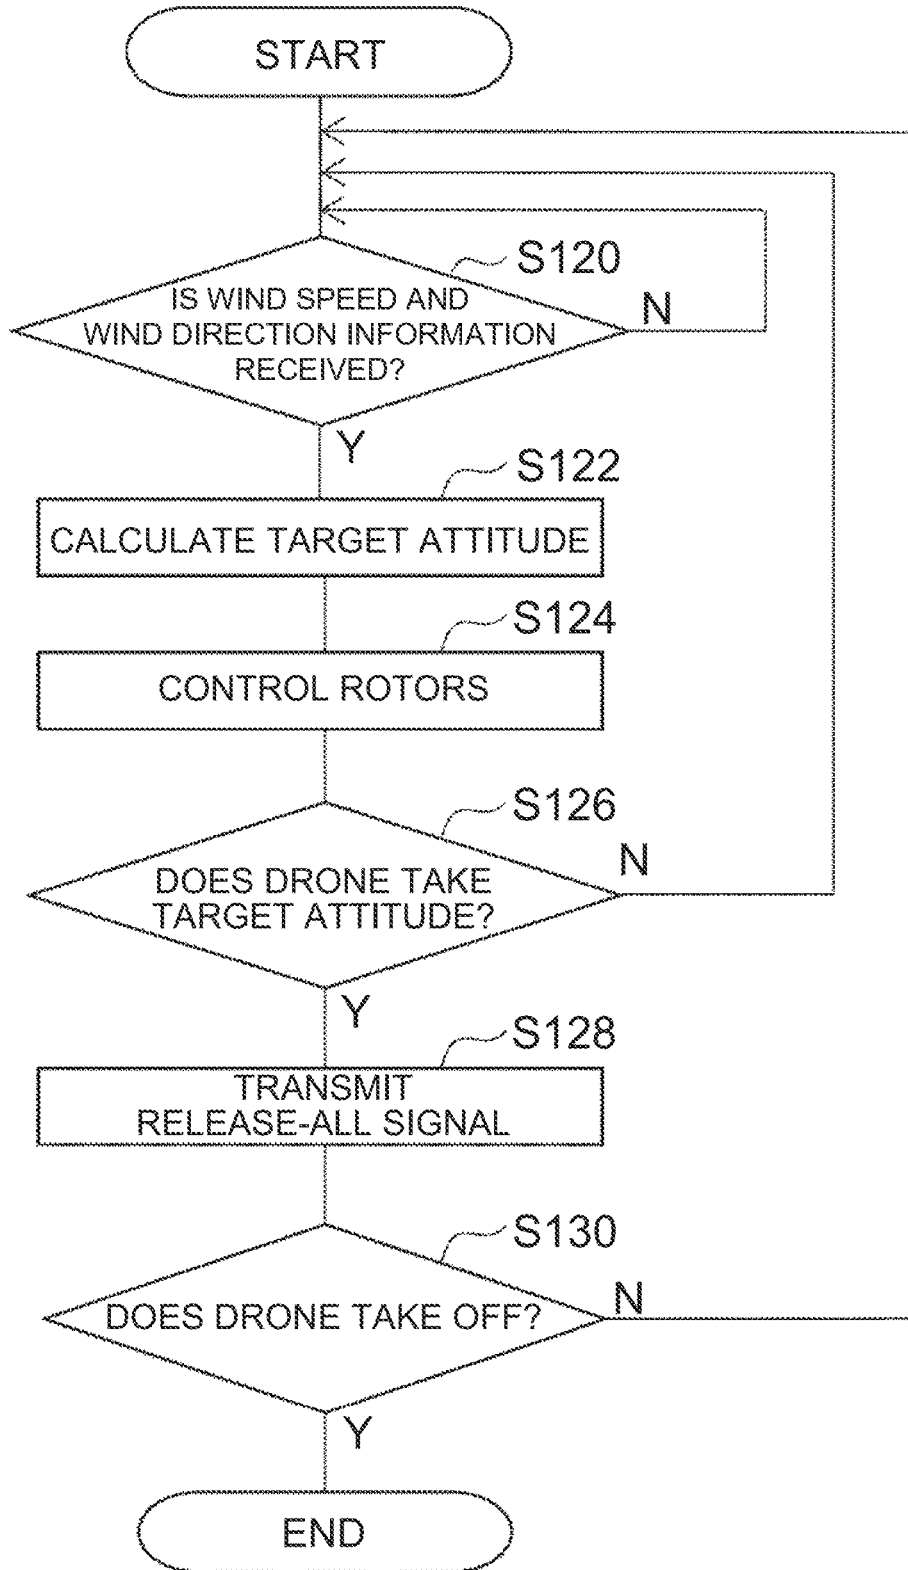 START
S120
IS WIND SPEED AND
WIND DIRECTION INFORMATION
RECEIVED?
N
Y
S122
CALCULATE TARGET ATTITUDE
S124
CONTROL ROTORS
S126
DOES DRONE TAKE
TARGET ATTITUDE?
N
Y
S128
TRANSMIT
RELEASE-ALL SIGNAL
S130
DOES DRONE TAKE OFF?
N
Y
END